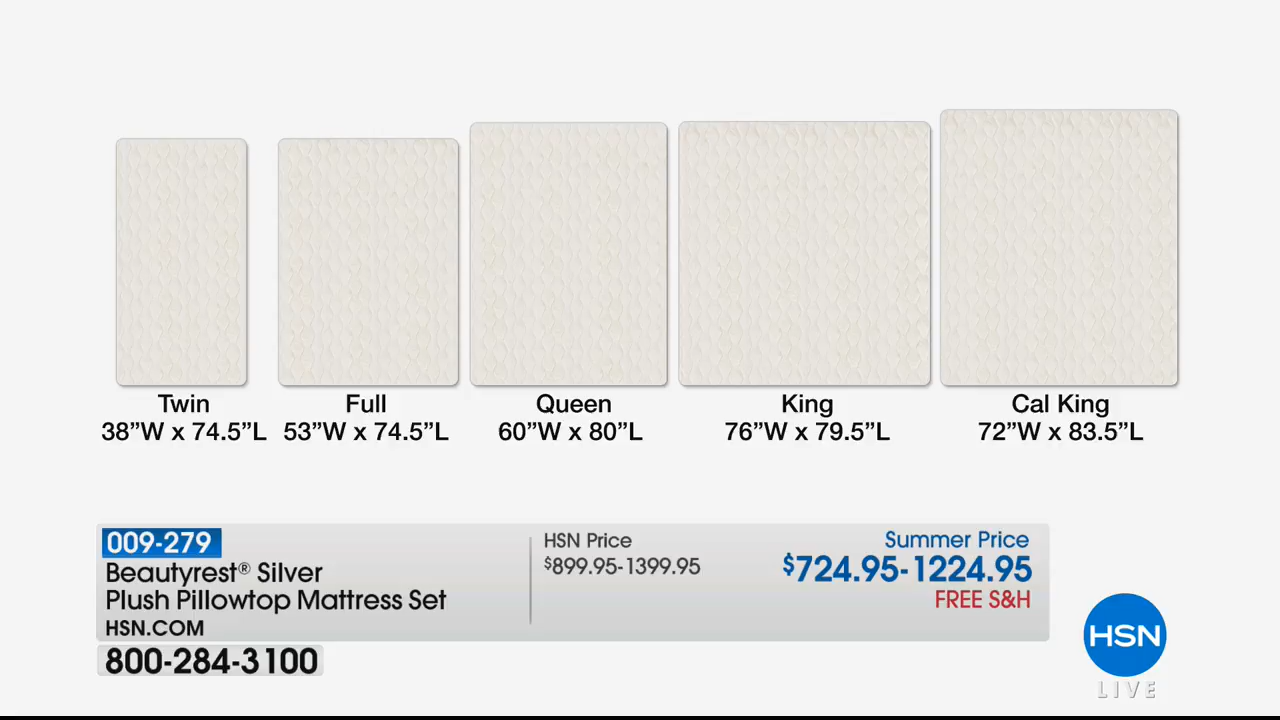 Twin
38”W x 74.5”L
Full
53”W x 74.5”L
Queen
60”W x 80”L
King
76”W x 79.5”L
Cal King
72”W x 83.5”L
009-279
Beautyrest® Silver
Plush Pillowtop Mattress Set
HSN.COM
800-284-3100
HSN Price
$899.95-1399.95
Summer Price
$724.95-1224.95
FREE S&H
HSN
LIVE